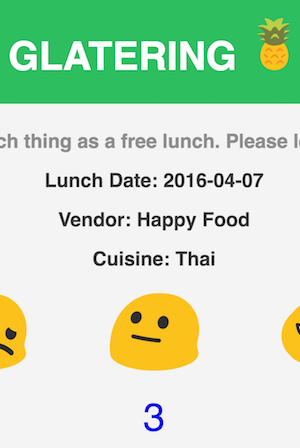 GLATERING
ch thing as a free lunch. Please le
Lunch Date: 2016-04-07
Vendor: Happy Food
Cuisine: Thai
3